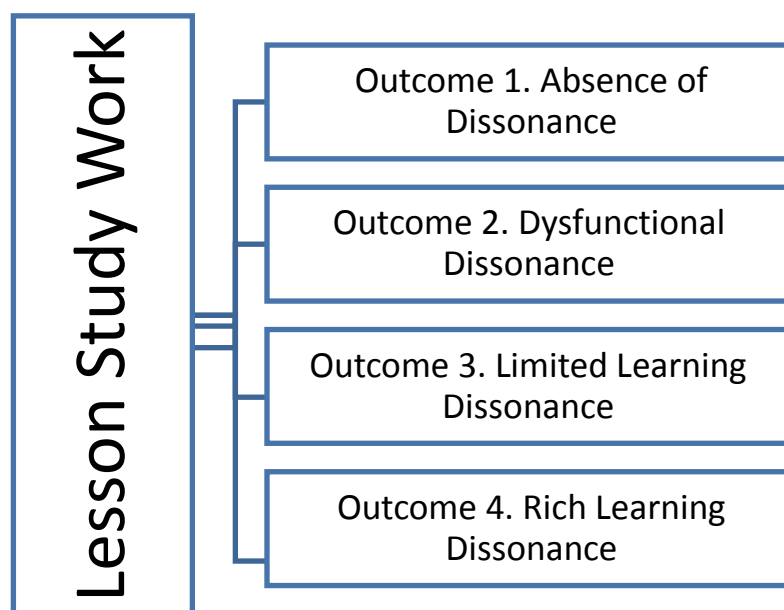 Lesson Study Work
Outcome 1. Absence of
Dissonance
Outcome 2. Dysfunctional
Dissonance
Outcome 3. Limited Learning
Dissonance
Outcome 4. Rich Learning
Dissonance